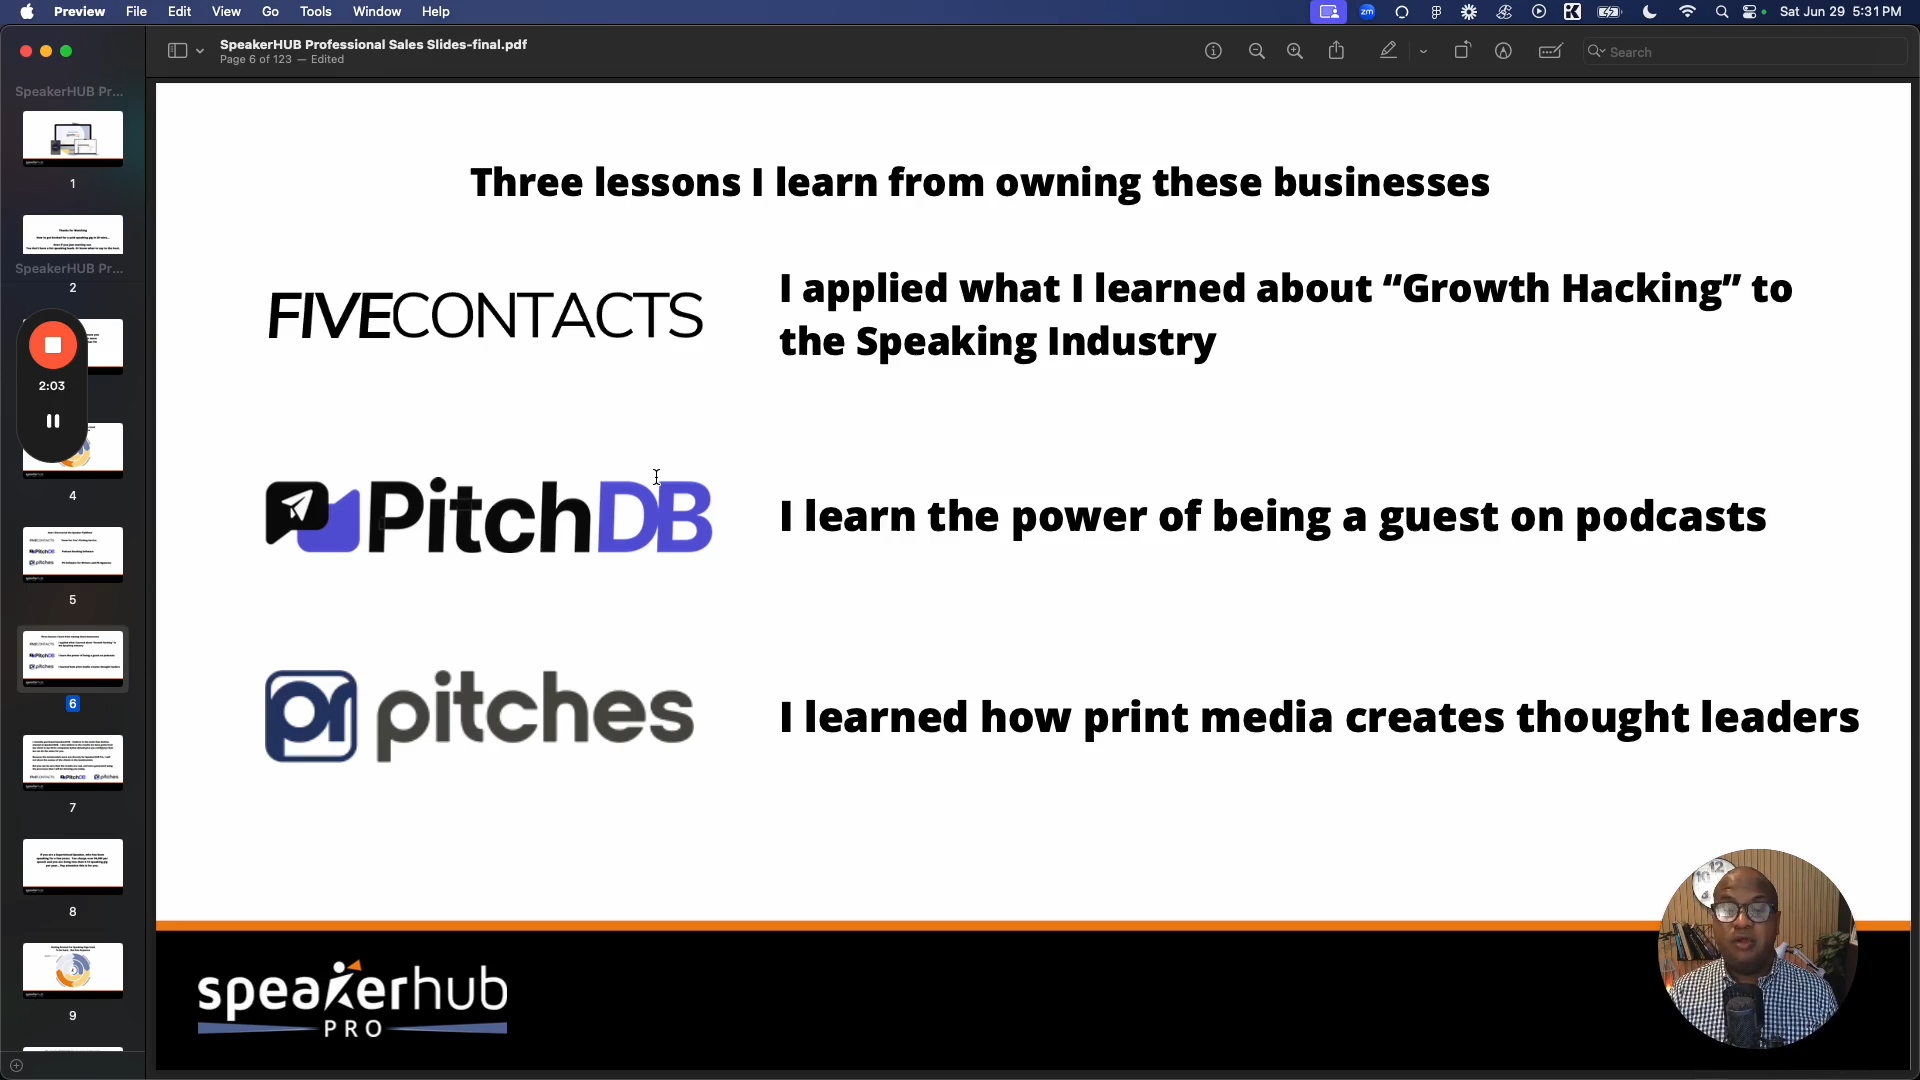 Preview File Edit View Go Tools Window Help
zm
Sat Jun 29 5:31 PM
SpeakerHUB Professional Sales Slides-final.pdf
Page 6 of 123 — Edited
Search
SpeakerHUB Pr...
1
SpeakerHUB Pr...
2
2:03
4
5
6
7
8
9
Three lessons I learn from owning these businesses
FIVECONTACTS
I applied what I learned about “Growth Hacking” to
the Speaking Industry
PitchDB
I learn the power of being a guest on podcasts
pr pitches
I learned how print media creates thought leaders
speakerhub
PRO
12
10